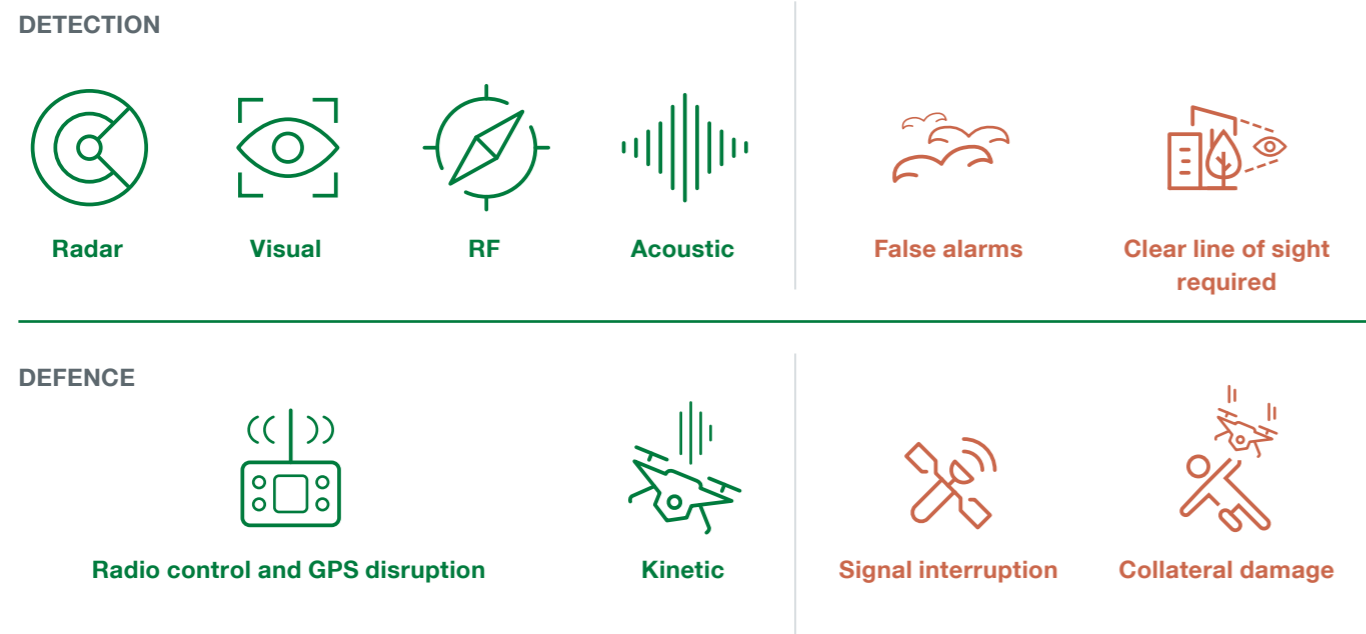 DETECTION
Radar
Visual
RF
Acoustic
False alarms
Clear line of sight
required
DEFENCE
Radio control and GPS disruption
Kinetic
Signal interruption
Collateral damage